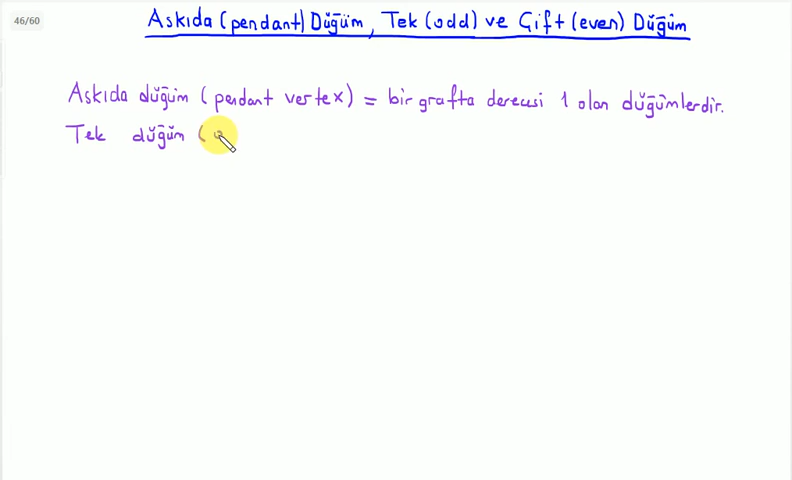 46/60
Askıda (pendant) Düğüm, Tek (odd) ve Çift (even) Düğüm
Askıda düğüm (pendant vertex) = bir grafta derecesi 1 olan düğümlerdir.
Tek düğüm (